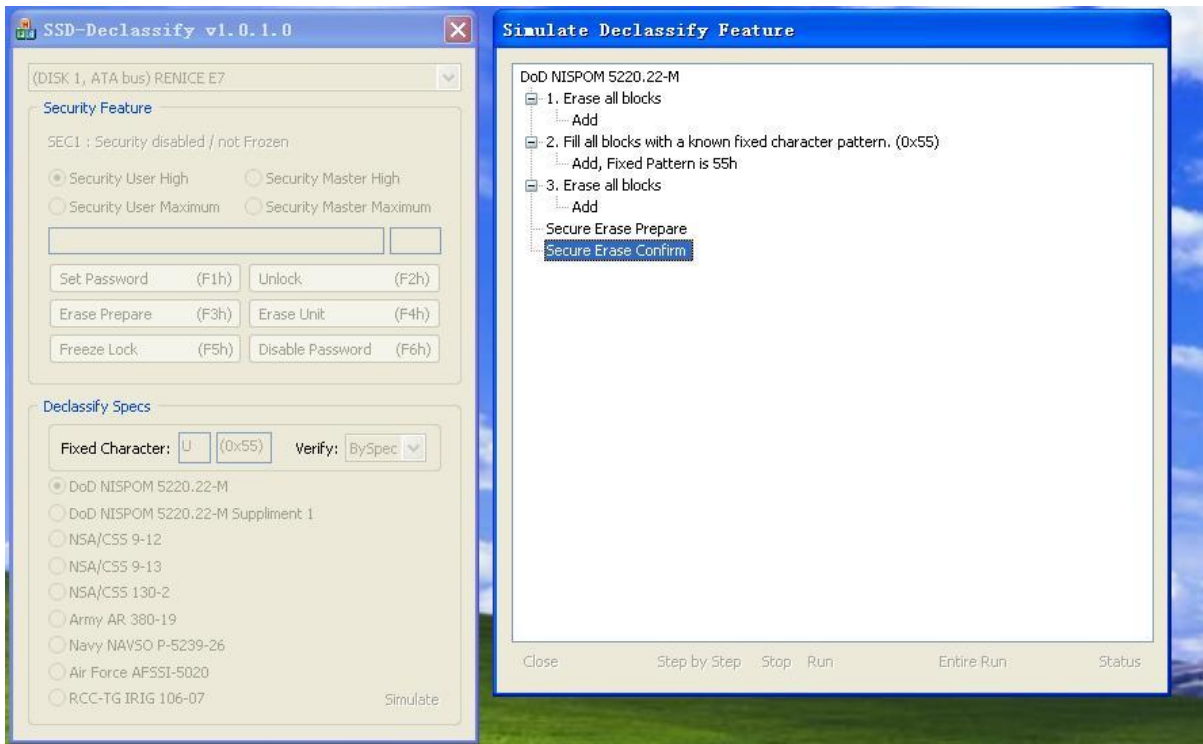 SSD-Declassify v1.0.1.0
(DISK 1, ATA bus) RENICE E7
Security Feature
SEC1 : Security disabled / not Frozen
Security User High
Security Master High
Security User Maximum
Security Master Maximum
Set Password (F1h)
Unlock (F2h)
Erase Prepare (F3h)
Erase Unit (F4h)
Freeze Lock (F5h)
Disable Password (F6h)
Declassify Specs
Fixed Character: U (0x55) Verify: BySpec
DoD NISPOM 5220.22-M
DoD NISPOM 5220.22-M Suppliment 1
NSA/CSS 9-12
NSA/CSS 9-13
NSA/CSS 130-2
Army AR 380-19
Navy NAVSO P-5239-26
Air Force AFSSI-5020
RCC-TG IRIG 106-07
Simulate
Simulate Declassify Feature
DoD NISPOM 5220.22-M
1. Erase all blocks
Add
2. Fill all blocks with a known fixed character pattern. (0x55)
Add, Fixed Pattern is 55h
3. Erase all blocks
Add
Secure Erase Prepare
Secure Erase Confirm
Close Step by Step Stop Run Entire Run Status